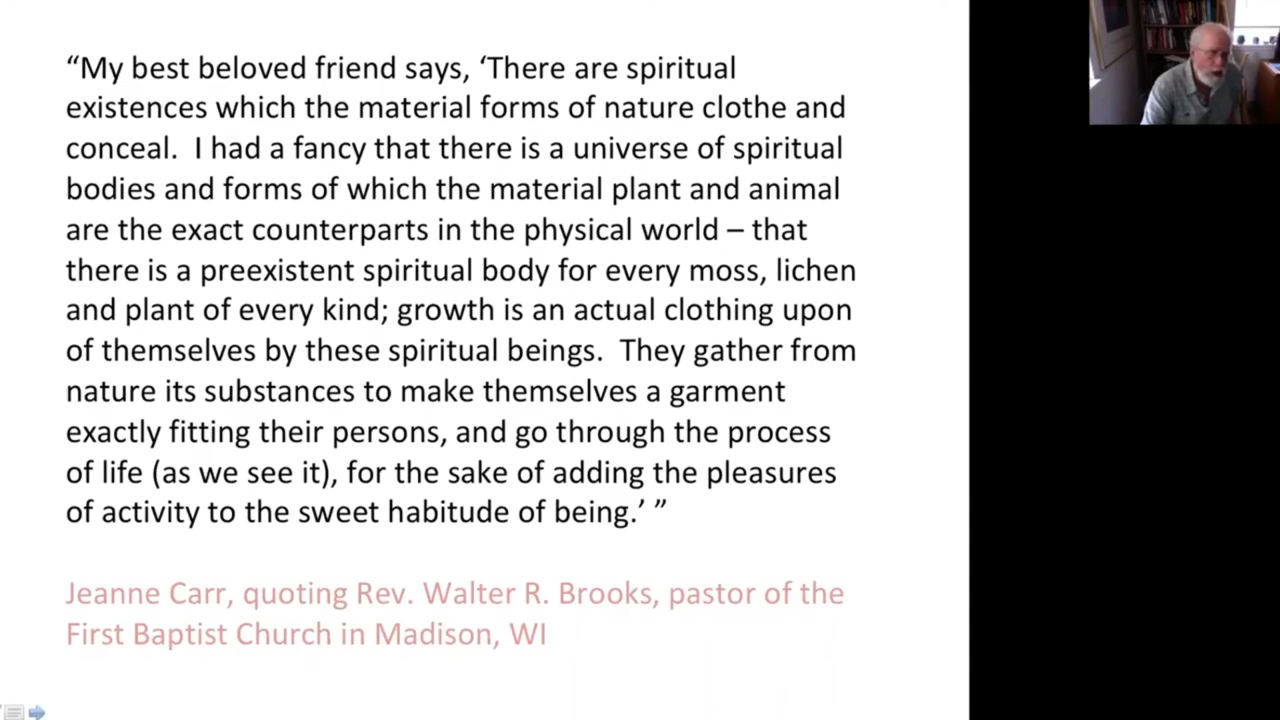 “My best beloved friend says, ‘There are spiritual
existences which the material forms of nature clothe and
conceal.  I had a fancy that there is a universe of spiritual
bodies and forms of which the material plant and animal
are the exact counterparts in the physical world – that
there is a preexistent spiritual body for every moss, lichen
and plant of every kind; growth is an actual clothing upon
of themselves by these spiritual beings.  They gather from
nature its substances to make themselves a garment
exactly fitting their persons, and go through the process
of life (as we see it), for the sake of adding the pleasures
of activity to the sweet habitude of being.’ ”
Jeanne Carr, quoting Rev. Walter R. Brooks, pastor of the
First Baptist Church in Madison, WI